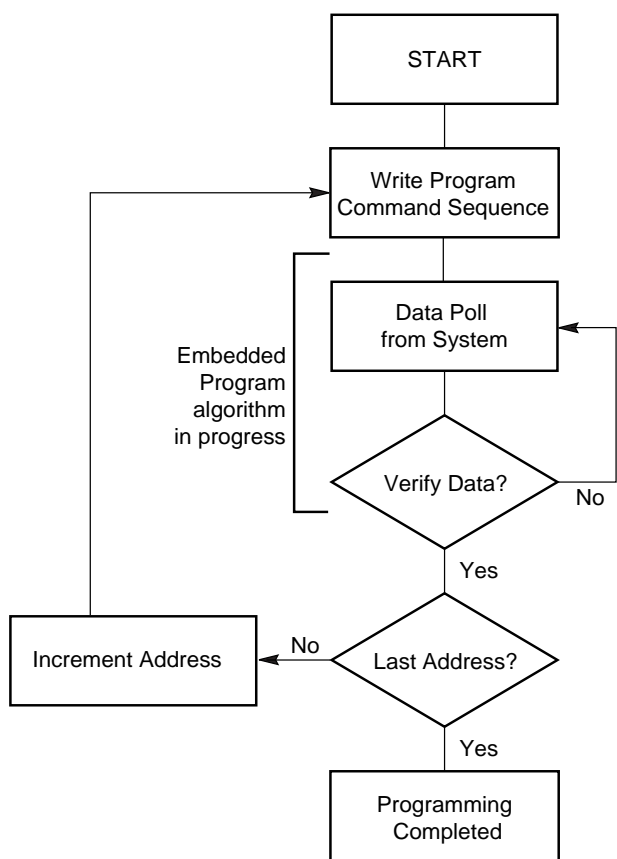 START
Write Program
Command Sequence
Data Poll
from System
Embedded
Program
algorithm
in progress
Verify Data?
No
Yes
No
Increment Address
Last Address?
Yes
Programming
Completed